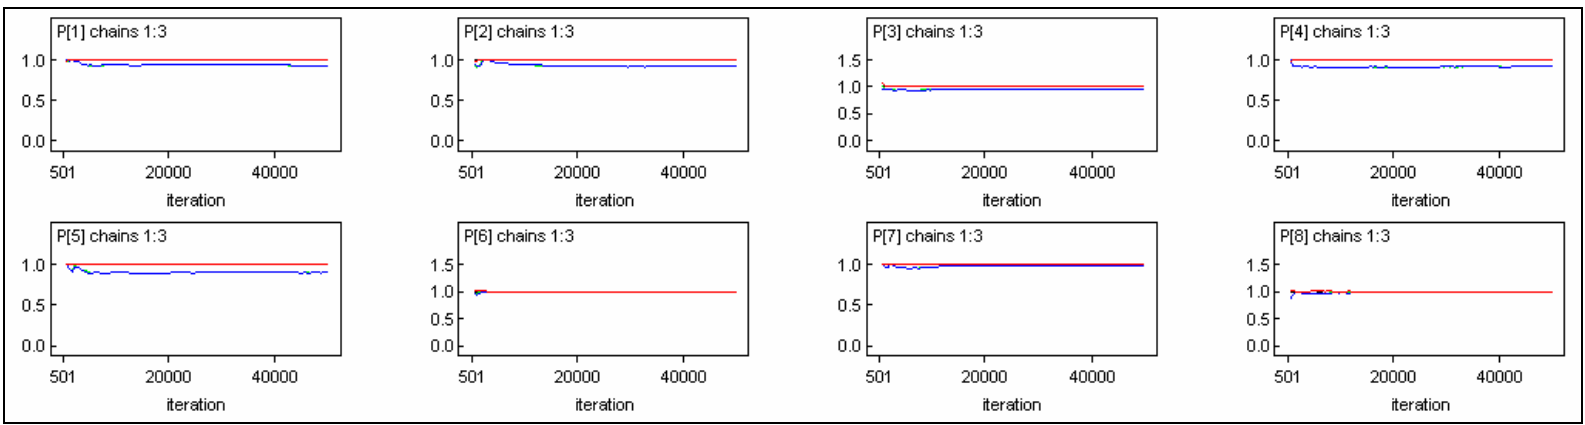 P[1] chains 1:3
1.0
0.5
0.0
501 20000 40000
iteration
P[2] chains 1:3
1.0
0.5
0.0
501 20000 40000
iteration
P[3] chains 1:3
1.5
1.0
0.5
0.0
501 20000 40000
iteration
P[4] chains 1:3
1.0
0.5
0.0
501 20000 40000
iteration
P[5] chains 1:3
1.0
0.5
0.0
501 20000 40000
iteration
P[6] chains 1:3
1.5
1.0
0.5
0.0
501 20000 40000
iteration
P[7] chains 1:3
1.0
0.5
0.0
501 20000 40000
iteration
P[8] chains 1:3
1.5
1.0
0.5
0.0
501 20000 40000
iteration